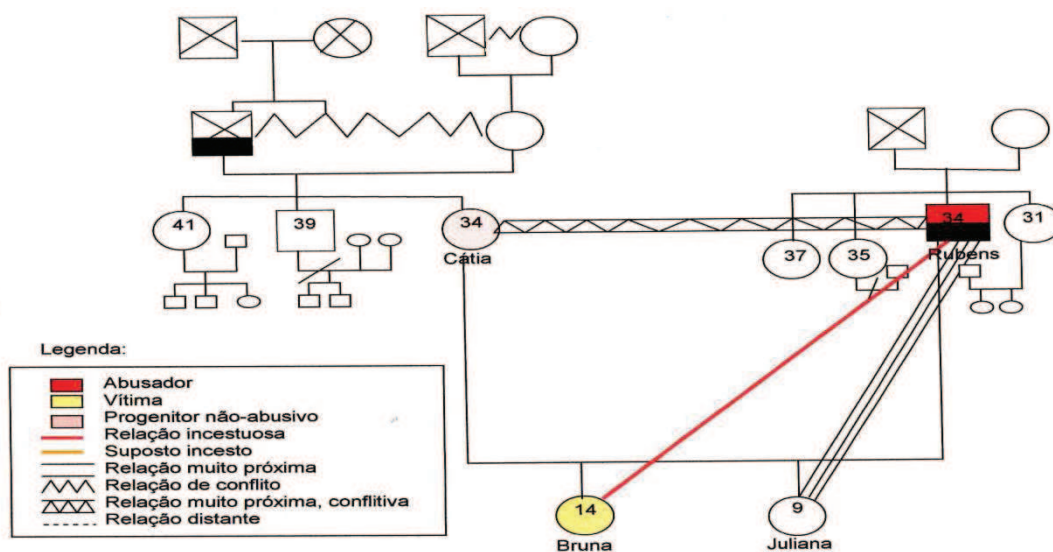 41
39
34
Cátia
37
35
34
Rubens
31
Legenda:
Abusador
Vítima
Progenitor não-abusivo
Relação incestuosa
Suposto incesto
Relação muito próxima
Relação de conflito
Relação muito próxima, conflitiva
Relação distante
14
Bruna
9
Juliana